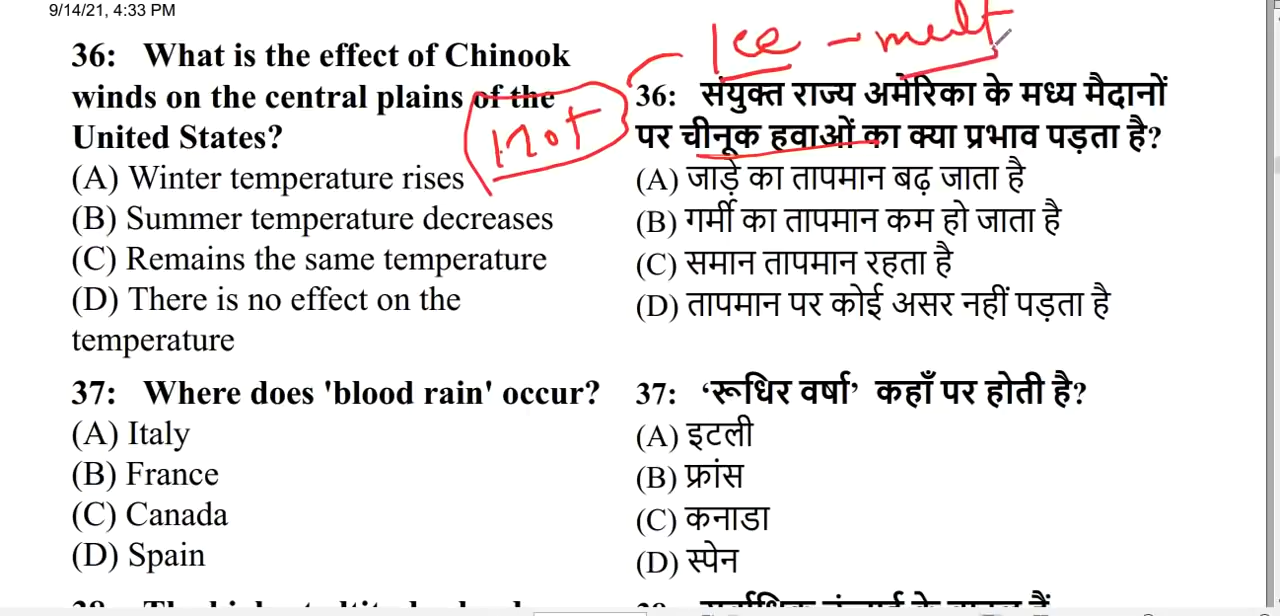 9/14/21, 4:33 PM
Ice - melt
36: What is the effect of Chinook
winds on the central plains of the
United States?
Hot
(A) Winter temperature rises
(B) Summer temperature decreases
(C) Remains the same temperature
(D) There is no effect on the
temperature
36: संयुक्त राज्य अमेरिका के मध्य मैदानों
पर चीनूक हवाओं का क्या प्रभाव पड़ता है?
(A) जाड़े का तापमान बढ़ जाता है
(B) गर्मी का तापमान कम हो जाता है
(C) समान तापमान रहता है
(D) तापमान पर कोई असर नहीं पड़ता है
37: Where does 'blood rain' occur?
(A) Italy
(B) France
(C) Canada
(D) Spain
37: ‘रूधिर वर्षा’ कहाँ पर होती है?
(A) इटली
(B) फ्रांस
(C) कनाडा
(D) स्पेन